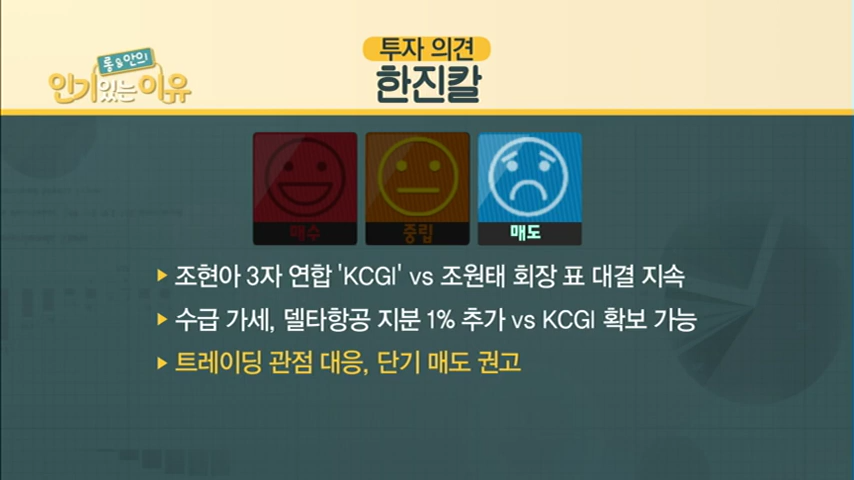 롱&안의
인기있는이유
투자 의견
한진칼
매수
중립
매도
▶ 조현아 3자 연합 'KCGI' vs 조원태 회장 표 대결 지속
▶ 수급 가세, 델타항공 지분 1% 추가 vs KCGI 확보 가능
▶ 트레이딩 관점 대응, 단기 매도 권고